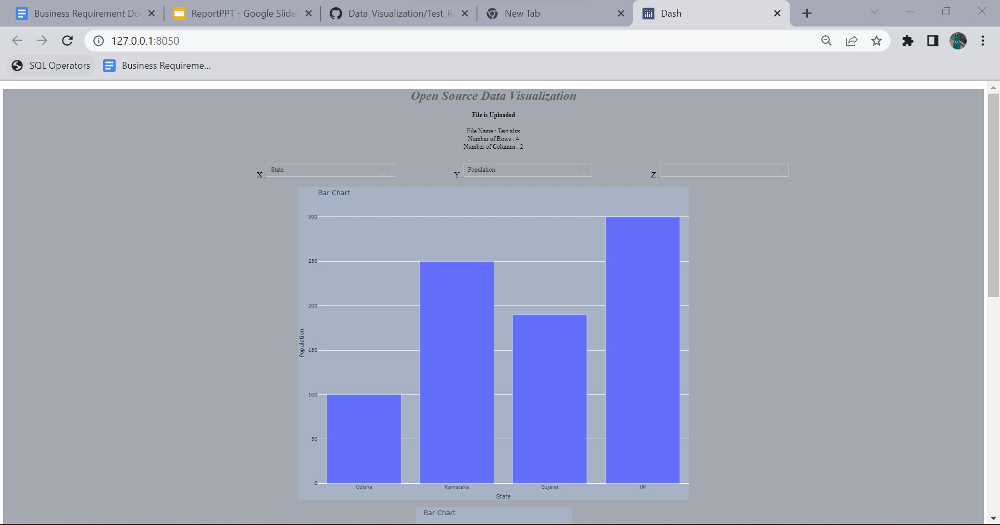 Business Requirement Do
ReportPPT - Google Slide
Data_Visualization/Test_R
New Tab
Dash
127.0.0.1:8050
SQL Operators
Business Requireme...
Open Source Data Visualization
File is Uploaded
File Name : Test.xlsx
Number of Rows : 4
Number of Columns : 2
X : State
Y : Population
Z :
Bar Chart
300
250
200
150
100
50
0
Population
Odisha Karnataka Gujarat UP
State
Bar Chart